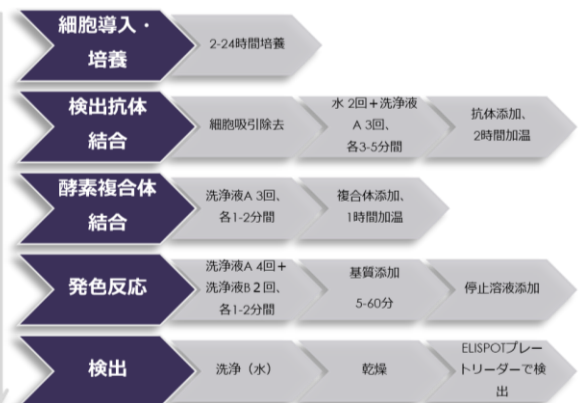 細胞導入・
培養
2-24時間培養
検出抗体
結合
細胞吸引除去
水 2回＋洗浄液
A 3回、
各3-5分間
抗体添加、
2時間加温
酵素複合体
結合
洗浄液A 3回、
各1-2分間
複合体添加、
1時間加温
発色反応
洗浄液A 4回＋
洗浄液B 2回、
各1-2分間
基質添加
5-60分
停止溶液添加
検出
洗浄（水）
乾燥
ELISPOTプレー
トリーダーで検
出